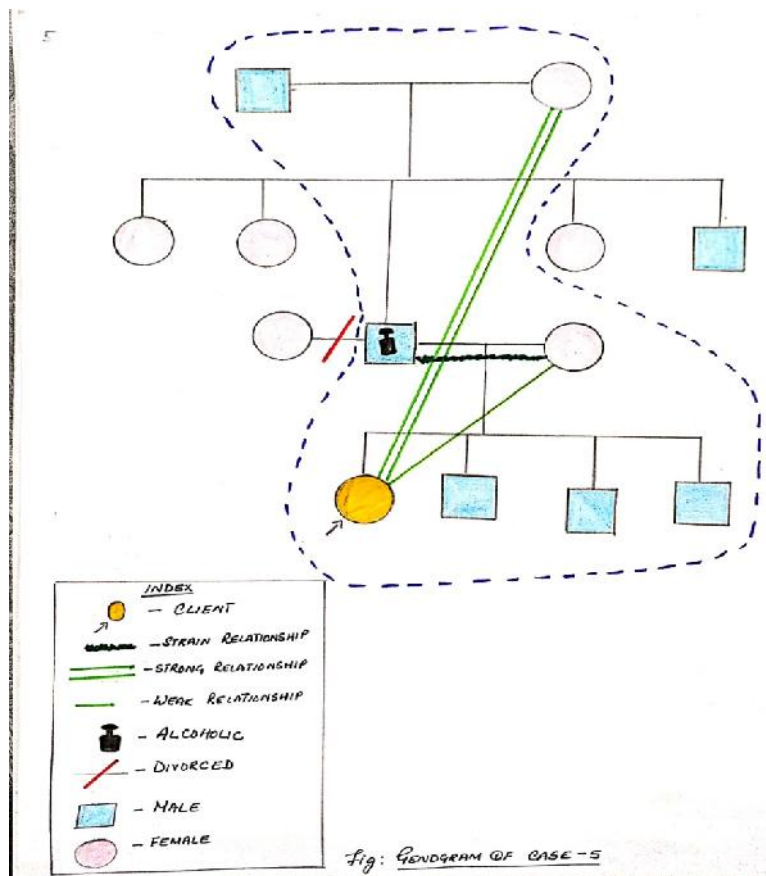 5
INDEX
- CLIENT
- STRAIN RELATIONSHIP
- STRONG RELATIONSHIP
- WEAK RELATIONSHIP
- ALCOHOLIC
- DIVORCED
- MALE
- FEMALE
Fig: GENOGRAM OF CASE-5